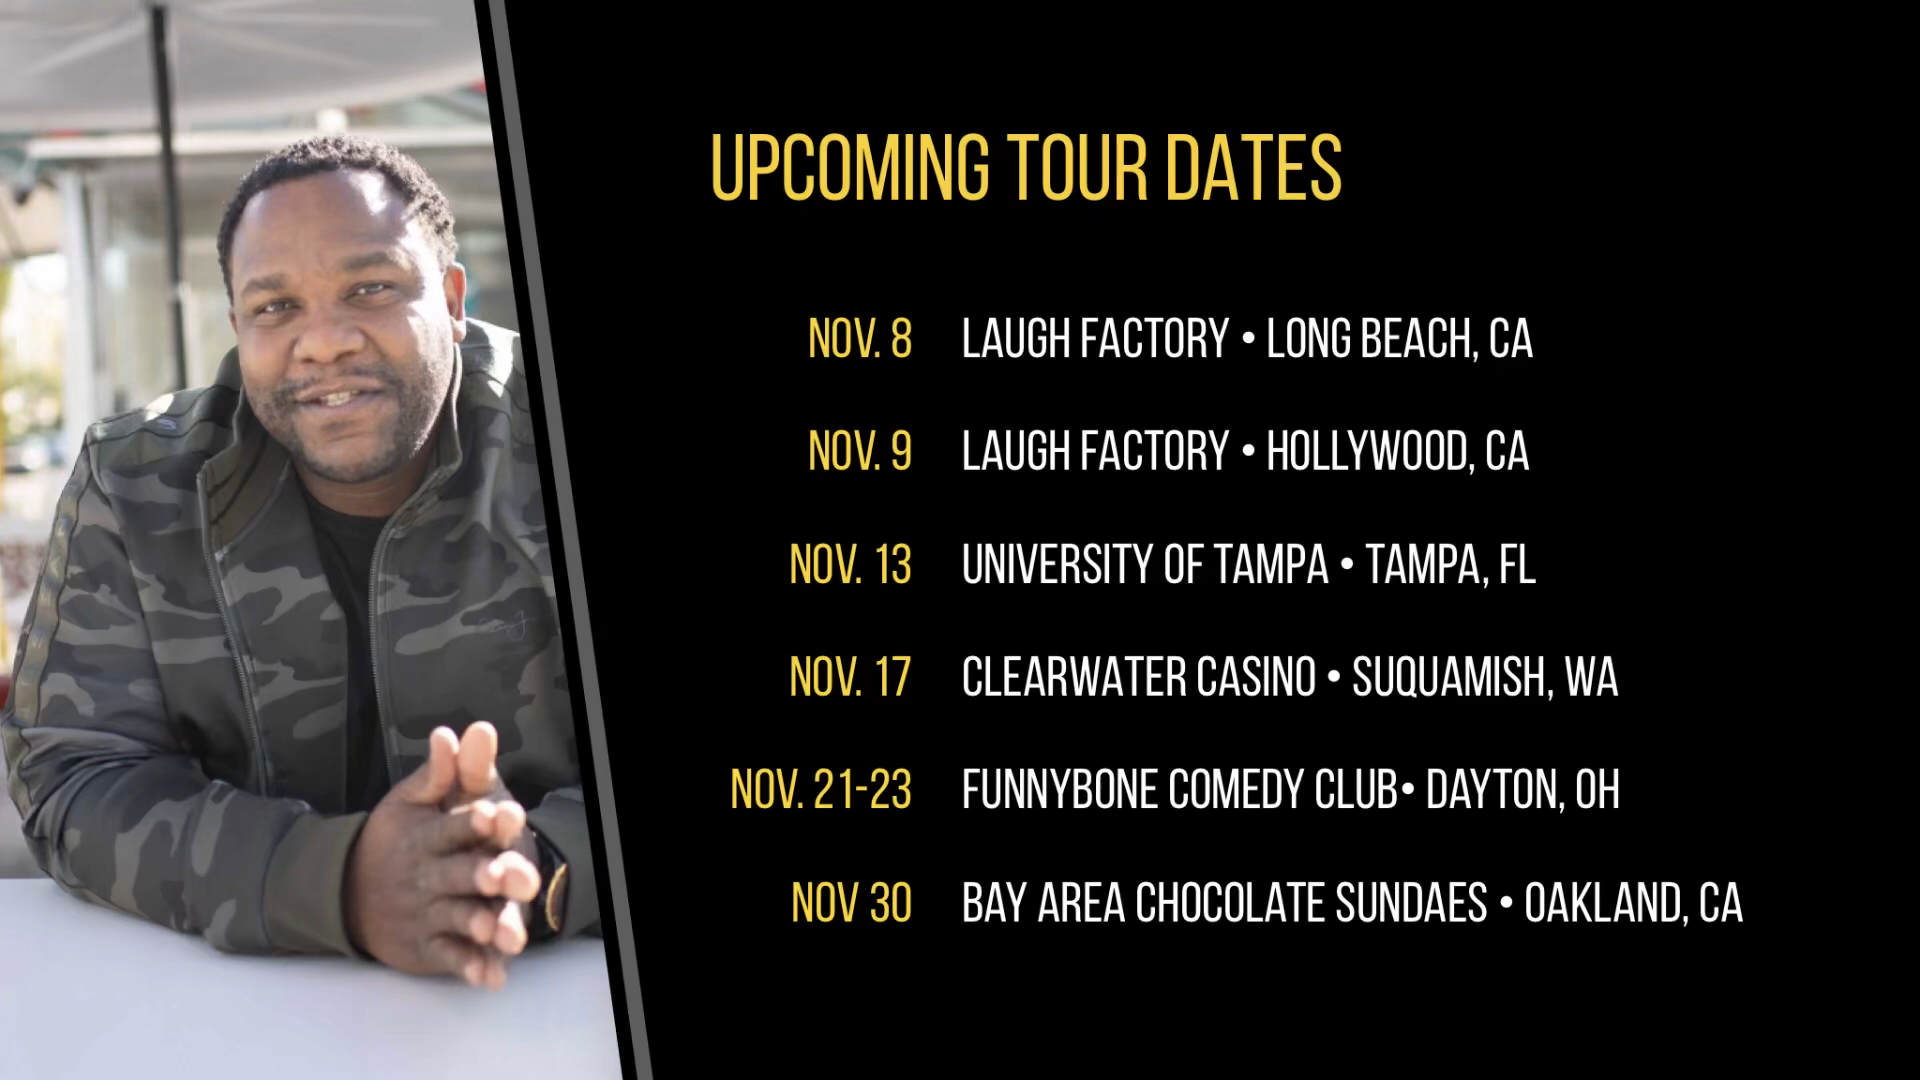 UPCOMING TOUR DATES
NOV. 8 LAUGH FACTORY • LONG BEACH, CA
NOV. 9 LAUGH FACTORY • HOLLYWOOD, CA
NOV. 13 UNIVERSITY OF TAMPA • TAMPA, FL
NOV. 17 CLEARWATER CASINO • SUQUAMISH, WA
NOV. 21-23 FUNNYBONE COMEDY CLUB• DAYTON, OH
NOV 30 BAY AREA CHOCOLATE SUNDAES • OAKLAND, CA